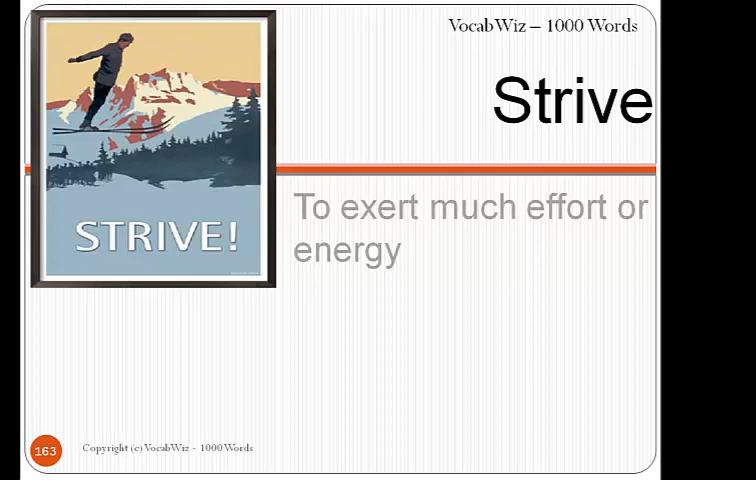 VocabWiz – 1000 Words
Strive
STRIVE!
To exert much effort or
energy
163
Copyright (c) VocabWiz - 1000 Words